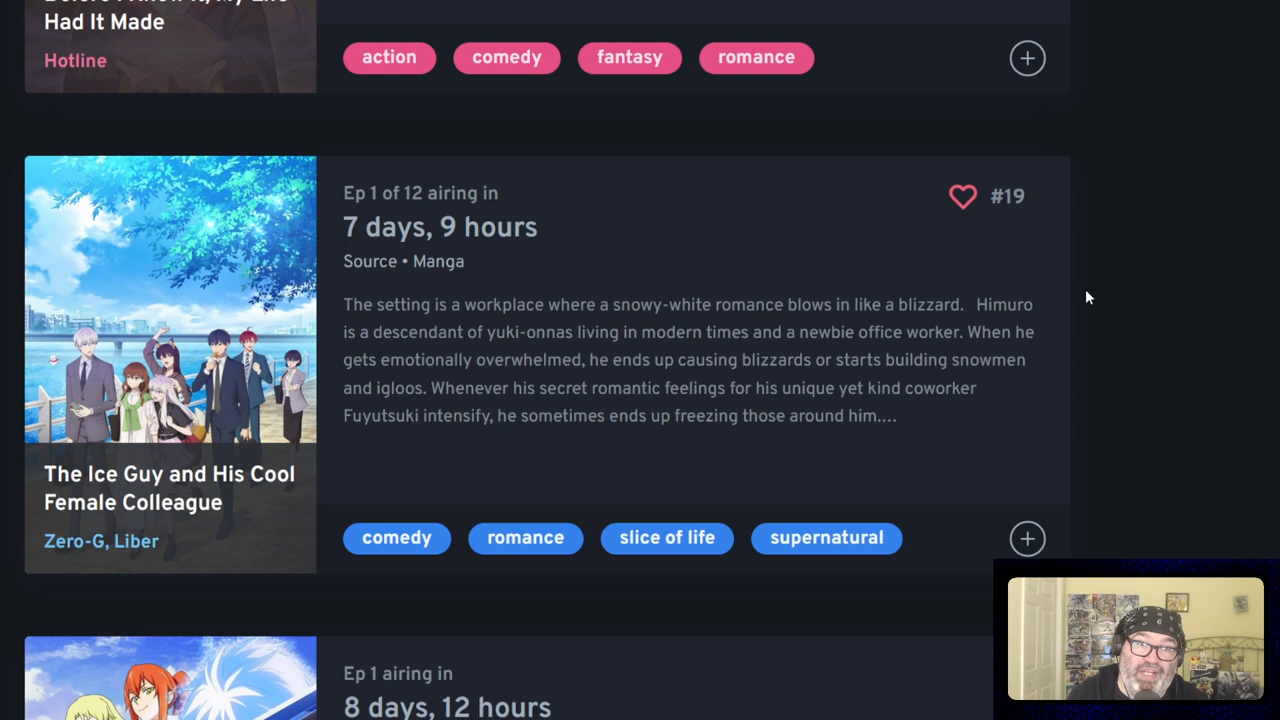 Had It Made
Hotline
action
comedy
fantasy
romance
Ep 1 of 12 airing in
#19
7 days, 9 hours
Source • Manga
The setting is a workplace where a snowy-white romance blows in like a blizzard. Himuro
is a descendant of yuki-onnas living in modern times and a newbie office worker. When he
gets emotionally overwhelmed, he ends up causing blizzards or starts building snowmen
and igloos. Whenever his secret romantic feelings for his unique yet kind coworker
Fuyutsuki intensify, he sometimes ends up freezing those around him....
The Ice Guy and His Cool
Female Colleague
Zero-G, Liber
comedy
romance
slice of life
supernatural
Ep 1 airing in
8 days, 12 hours